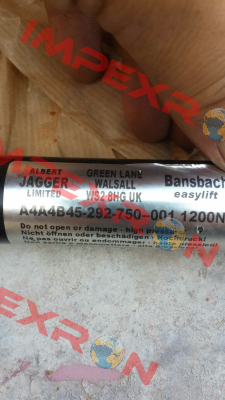 IMPEXRON
ALBERT GREEN LANE
JAGGER WALSALL Bansbach
LIMITED WS2 8HG UK easylift
A4A4B45-292-750-001 1200N
Do not open or damage - high pressure !
Nicht öffnen oder beschädigen - Hochdruck!
Ne pas ouvrir ou endommager - haute
IMPEXRON